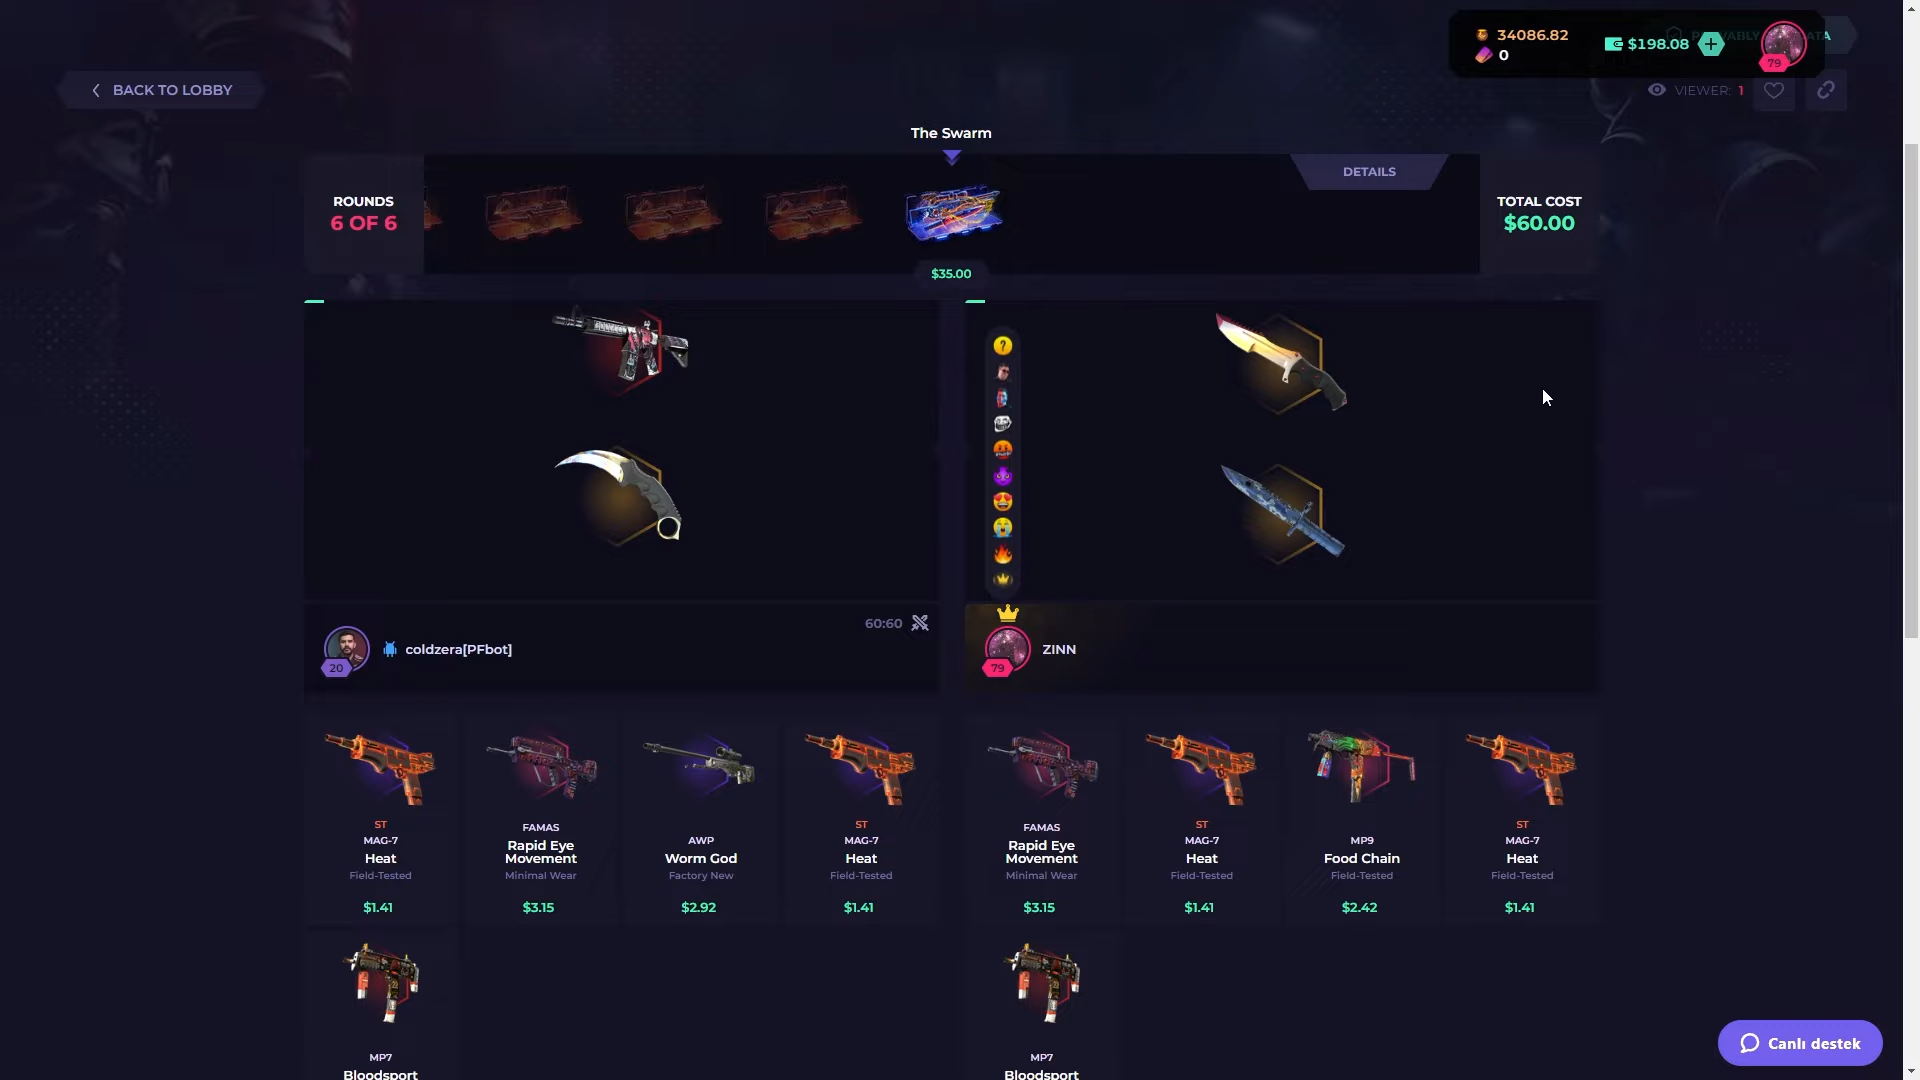 34086.82
0
$198.08
79
BACK TO LOBBY
VIEWER: 1
The Swarm
ROUNDS
6 OF 6
DETAILS
TOTAL COST
$60.00
$35.00
60:60
20
coldzera[PFbot]
79
ZINN
ST
MAG-7
Heat
Field-Tested
$1.41
FAMAS
Rapid Eye
Movement
Minimal Wear
$3.15
AWP
Worm God
Factory New
$2.92
ST
MAG-7
Heat
Field-Tested
$1.41
FAMAS
Rapid Eye
Movement
Minimal Wear
$3.15
ST
MAG-7
Heat
Field-Tested
$1.41
MP9
Food Chain
Field-Tested
$2.42
ST
MAG-7
Heat
Field-Tested
$1.41
MP7
Bloodsport
MP7
Bloodsport
Canlı destek